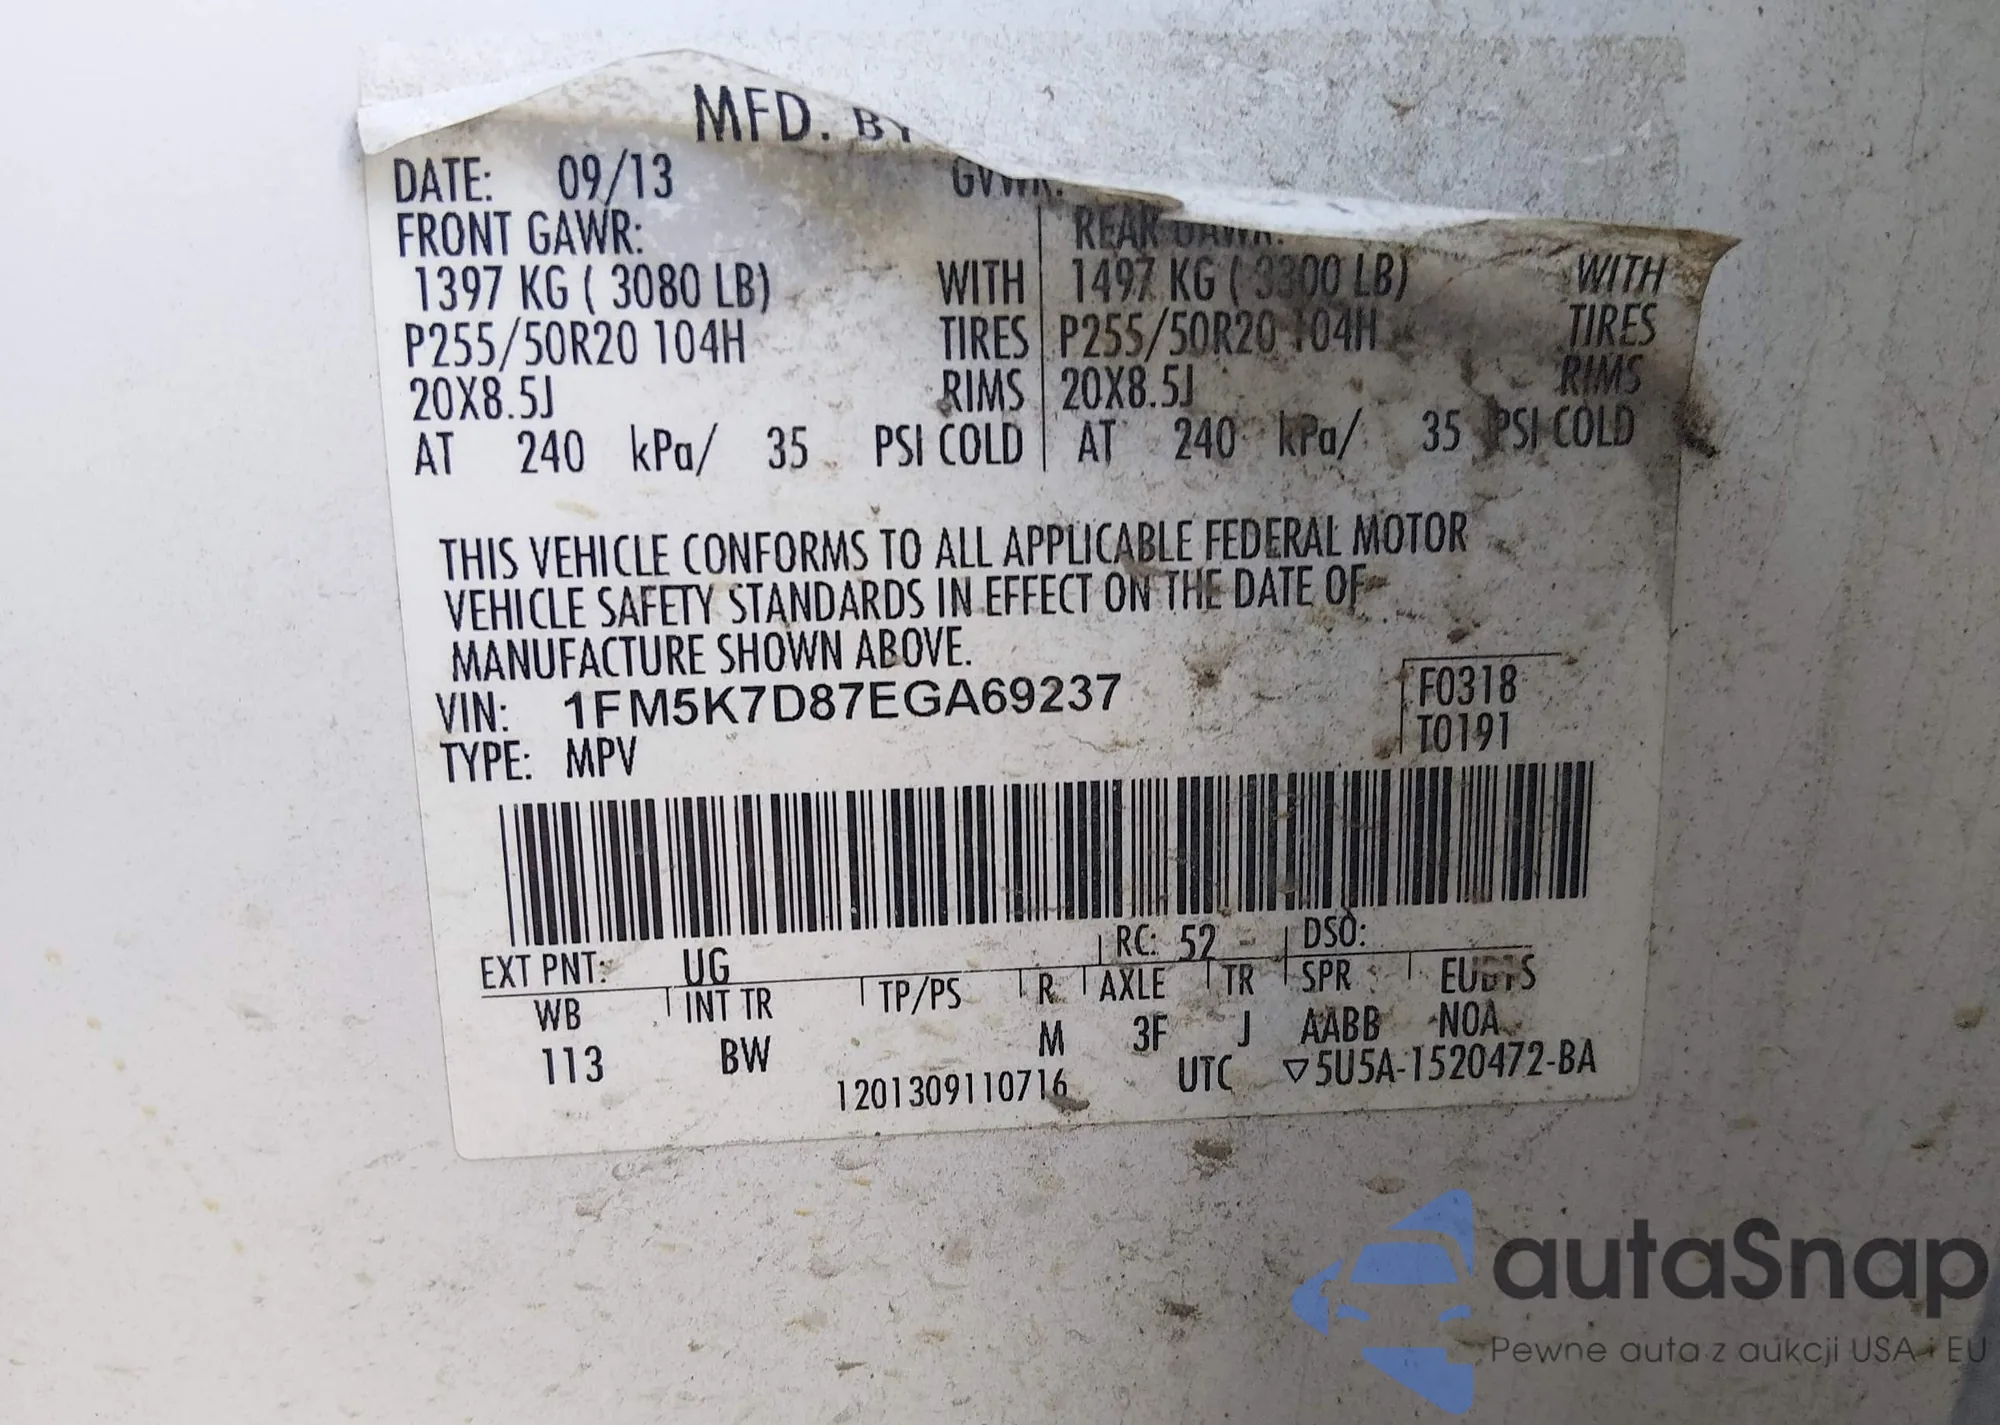 MFD. BY
DATE: 09/13 GVWR:
FRONT GAWR: REAR GAWR:
1397 KG ( 3080 LB) WITH 1497 KG ( 3300 LB) WITH
P255/50R20 104H TIRES P255/50R20 104H TIRES
20X8.5J RIMS 20X8.5J RIMS
AT 240 kPa/ 35 PSI COLD AT 240 kPa/ 35 PSI COLD
THIS VEHICLE CONFORMS TO ALL APPLICABLE FEDERAL MOTOR
VEHICLE SAFETY STANDARDS IN EFFECT ON THE DATE OF
MANUFACTURE SHOWN ABOVE.
VIN: 1FM5K7D87EGA69237 F0318
TYPE: MPV T0191
EXT PNT: UG RC: 52 DSO:
WB INT TR TP/PS R AXLE TR SPR
113 BW M 3F J AABB NOA
1201309110716 UTC ▽5U5A-1520472-BA
autaSnap
Pewne auta z aukcji USA i EU